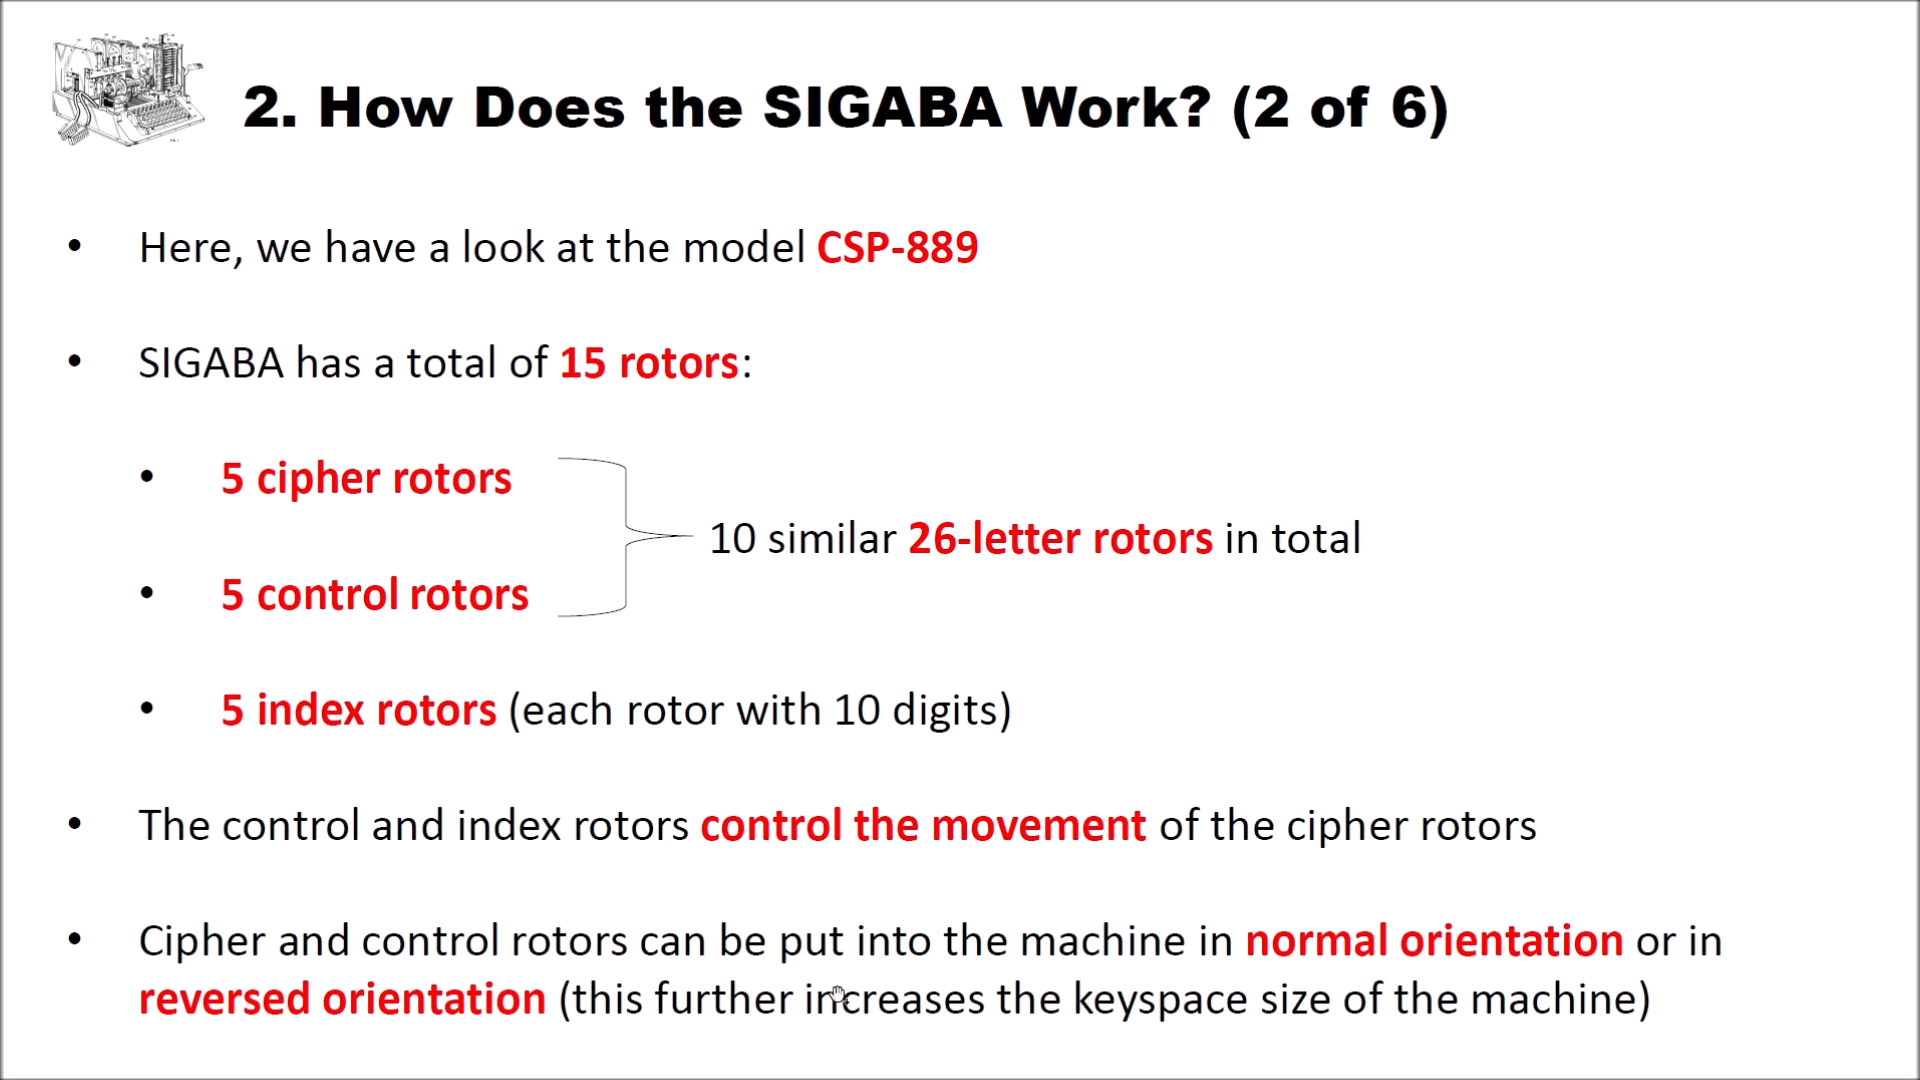 2. How Does the SIGABA Work? (2 of 6)
• Here, we have a look at the model CSP-889
• SIGABA has a total of 15 rotors:
• 5 cipher rotors
10 similar 26-letter rotors in total
• 5 control rotors
• 5 index rotors (each rotor with 10 digits)
• The control and index rotors control the movement of the cipher rotors
• Cipher and control rotors can be put into the machine in normal orientation or in
reversed orientation (this further increases the keyspace size of the machine)